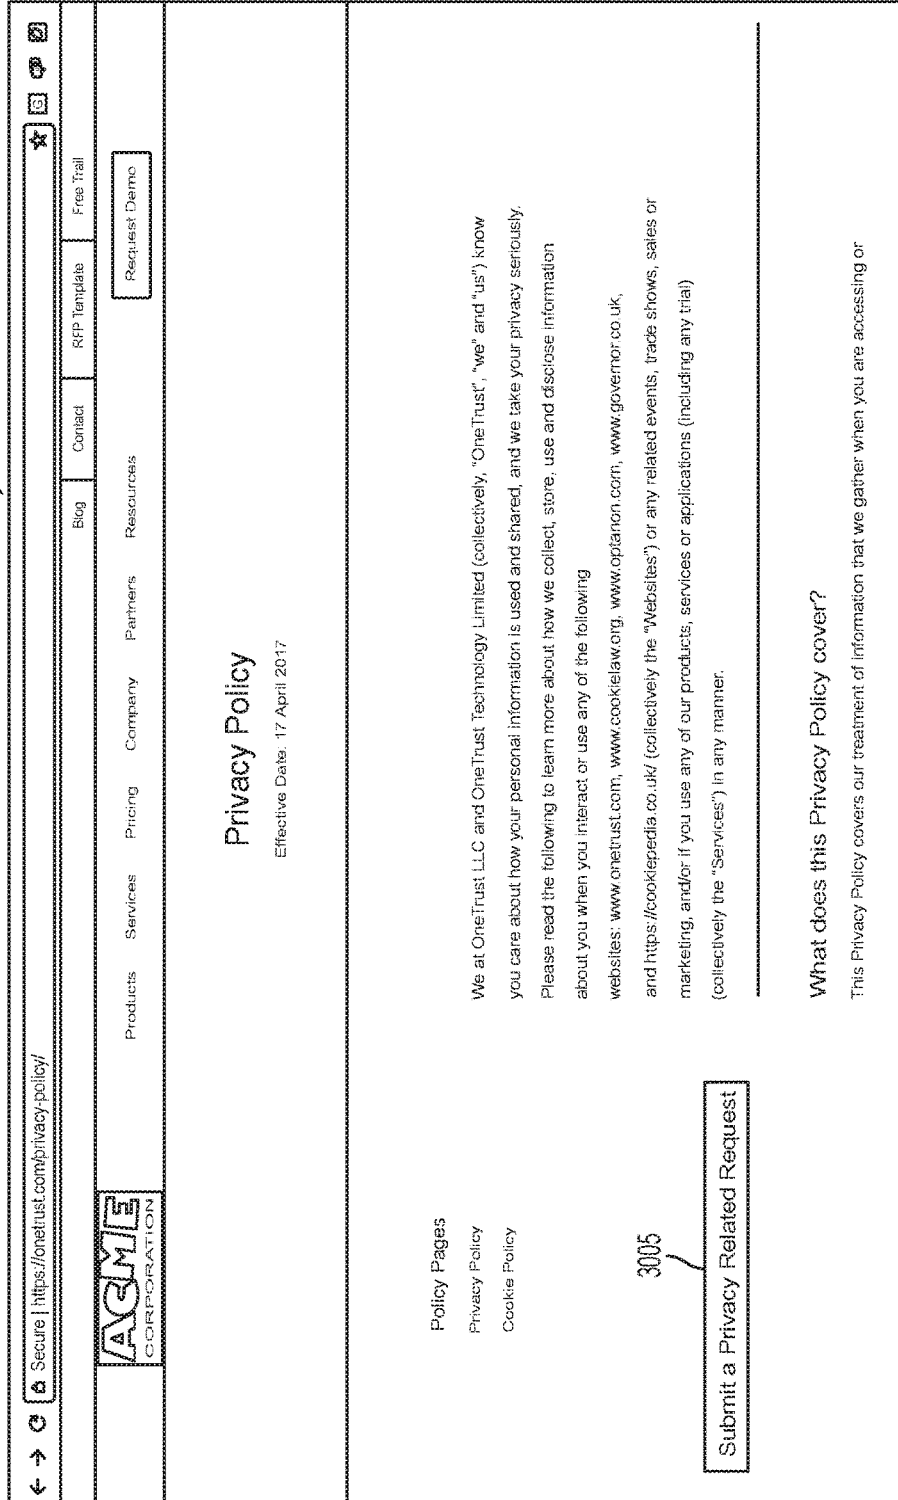 Secure | https://onetrust.com/privacy-policy/
Blog Contact RFP Template Free Trail
ACME
CORPORATION
Products Services Pricing Company Partners Resources Request Demo
Privacy Policy
Effective Date: 17 April 2017
Policy Pages
Privacy Policy
Cookie Policy
3005
Submit a Privacy Related Request
We at OneTrust LLC and OneTrust Technology Limited (collectively, "OneTrust", "we" and "us") know
you care about how your personal information is used and shared, and we take your privacy seriously.
Please read the following to learn more about how we collect, store, use and disclose information
about you when you interact or use any of the following
websites: www.onetrust.com, www.cookielaw.org, www.optanon.com, www.governor.co.uk,
and https://cookiepedia.co.uk/ (collectively the "Websites") or any related events, trade shows, sales or
marketing, and/or if you use any of our products, services or applications (including any trial)
(collectively the "Services") in any manner.
What does this Privacy Policy cover?
This Privacy Policy covers our treatment of information that we gather when you are accessing or